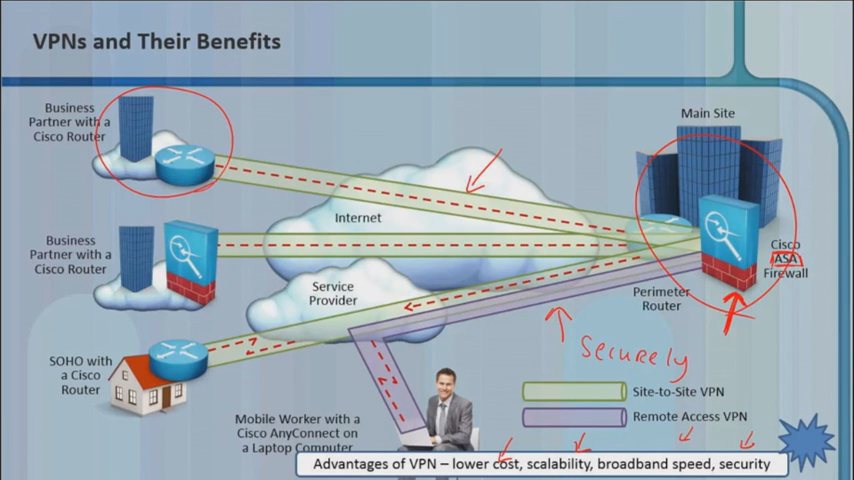 VPNs and Their Benefits
Business
Partner with a
Cisco Router
Main Site
Internet
Business
Partner with a
Cisco Router
Cisco
ASA
Firewall
Service
Provider
Perimeter
Router
securely
SOHO with
a Cisco
Router
Site-to-Site VPN
Remote Access VPN
Mobile Worker with a
Cisco AnyConnect on
a Laptop Computer
Advantages of VPN – lower cost, scalability, broadband speed, security